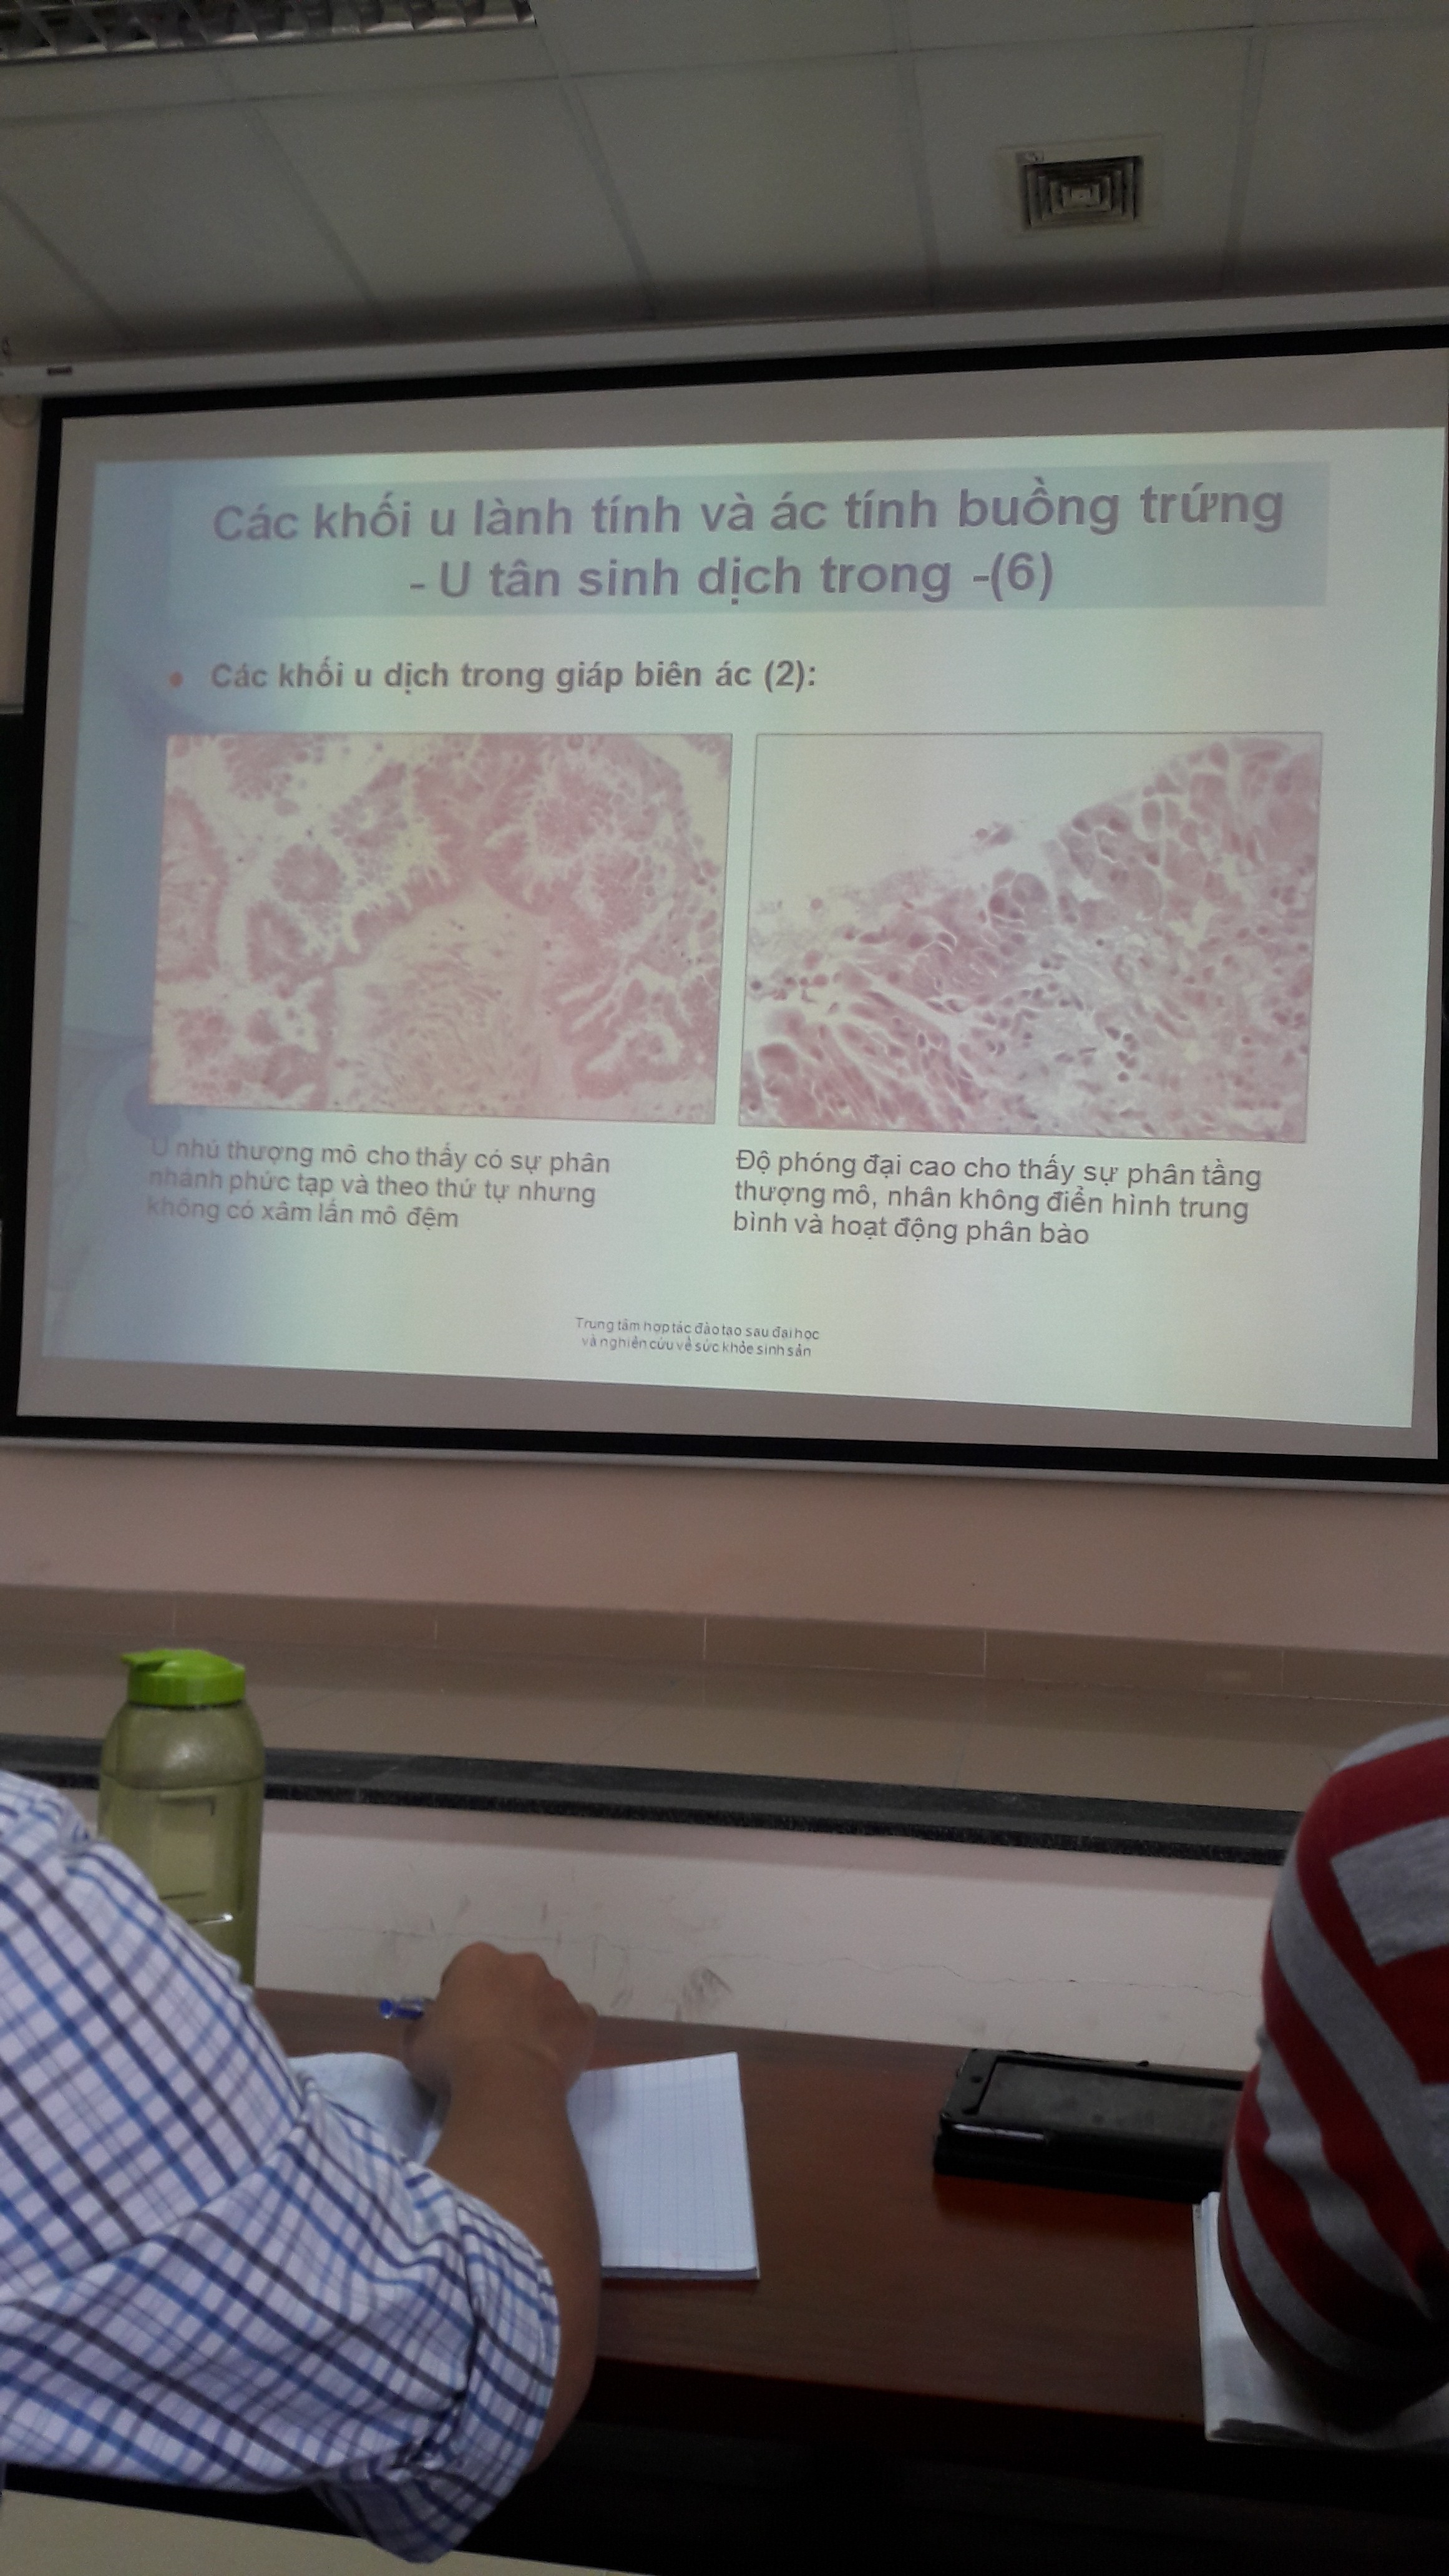 Các khối u lành tính và ác tính buồng trứng
- U tân sinh dịch trong -(6)
• Các khối u dịch trong giáp biên ác (2):
U nhú thượng mô cho thấy có sự phân
nhánh phức tạp và theo thứ tự nhưng
không có xâm lấn mô đệm
Độ phóng đại cao cho thấy sự phân tầng
thượng mô, nhân không điển hình trung
bình và hoạt động phân bào
Trung tâm hợp tác đào tạo sau đại học
và nghiên cứu về sức khỏe sinh sản